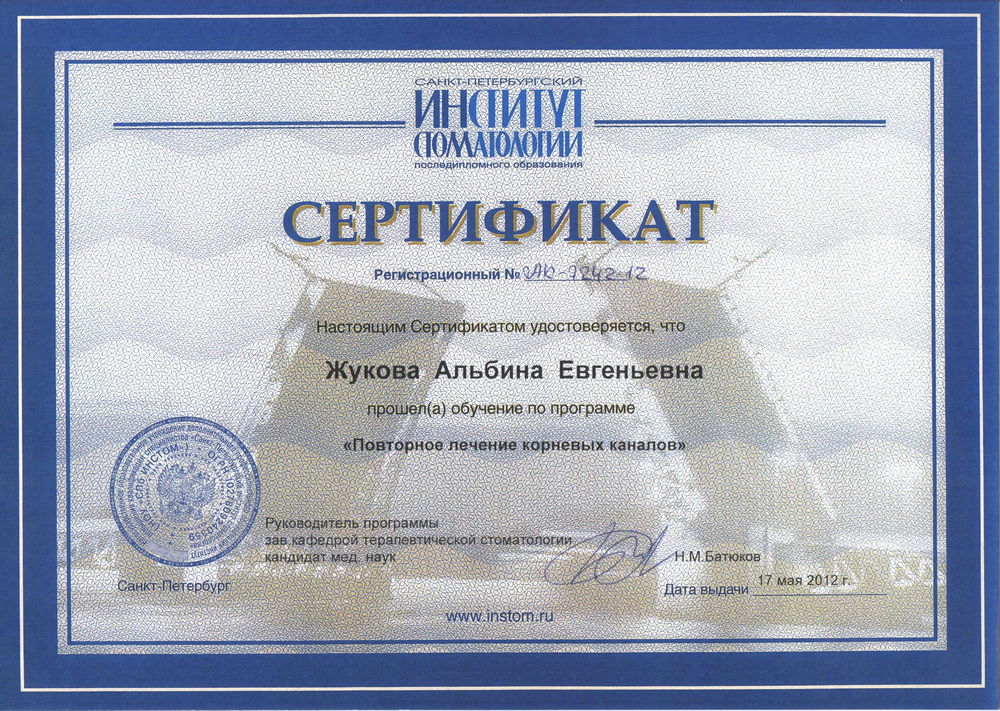 САНКТ-ПЕТЕРБУРГСКИЙ
ИНСТИТУТ
СТОМАТОЛОГИИ
последипломного образования
СЕРТИФИКАТ
Регистрационный № -9242-12
Настоящим Сертификатом удостоверяется, что
Жукова Альбина Евгеньевна
прошел(а) обучение по программе
«Повторное лечение корневых каналов»
«СПб ИНСТОМ»
Руководитель программы
зав кафедрой терапевтической стоматологии
кандидат мед. наук
Н.М.Батюков
Санкт-Петербург
Дата выдачи 17 мая 2012 г.
www.instom.ru